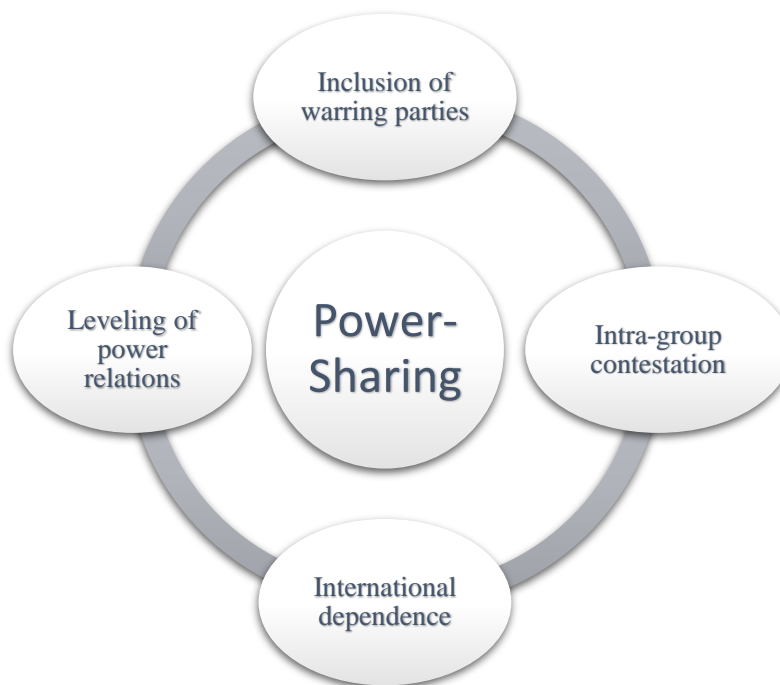 Inclusion of
warring parties
Leveling of
power
relations
Power-
Sharing
Intra-group
contestation
International
dependence